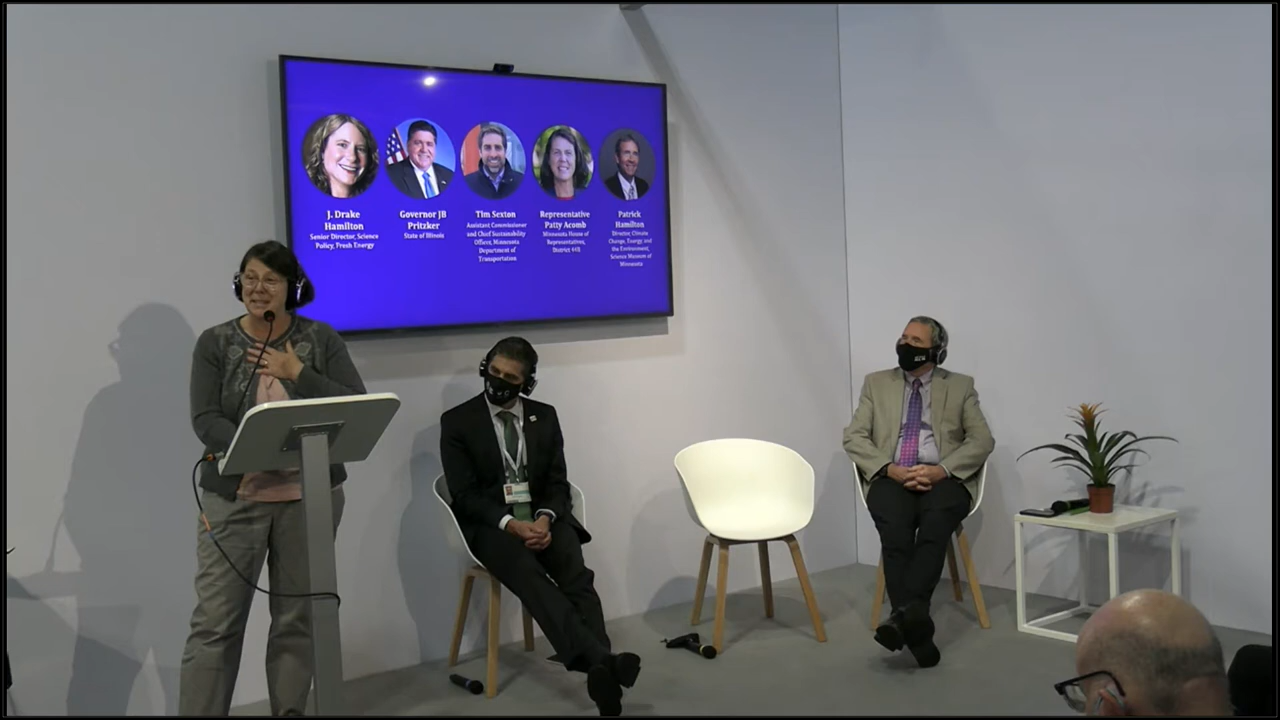 J. Drake
Hamilton
Senior Director, Science
Policy, Fresh Energy
Governor JB
Pritzker
State of Illinois
Tim Sexton
Assistant Commissioner
and Chief Sustainability
Officer, Minnesota
Department of
Transportation
Representative
Patty Acomb
Minnesota House of
Representatives,
District 44B
Patrick
Hamilton
Director, Climate
Change, Energy, and
the Environment,
Science Museum of
Minnesota